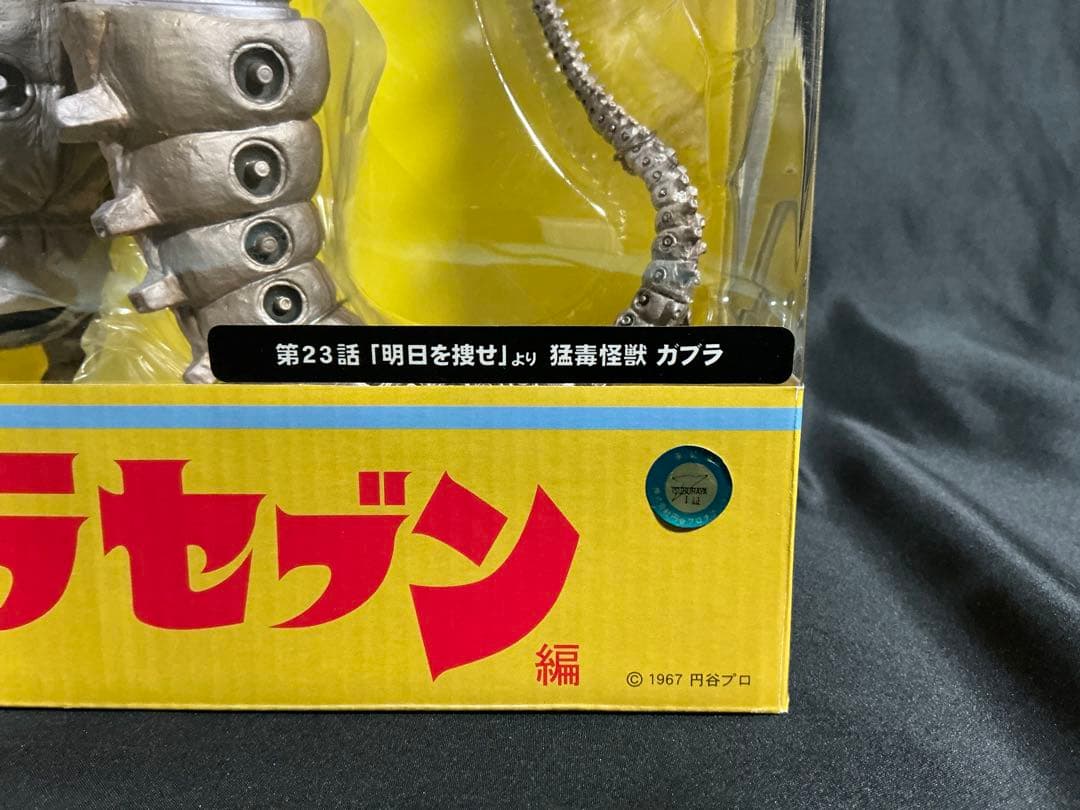 第23話「明日を捜せ」より 猛毒怪獣 ガブラ
ラセブン
編
© 1967 円谷プロ
TSUBURAYA